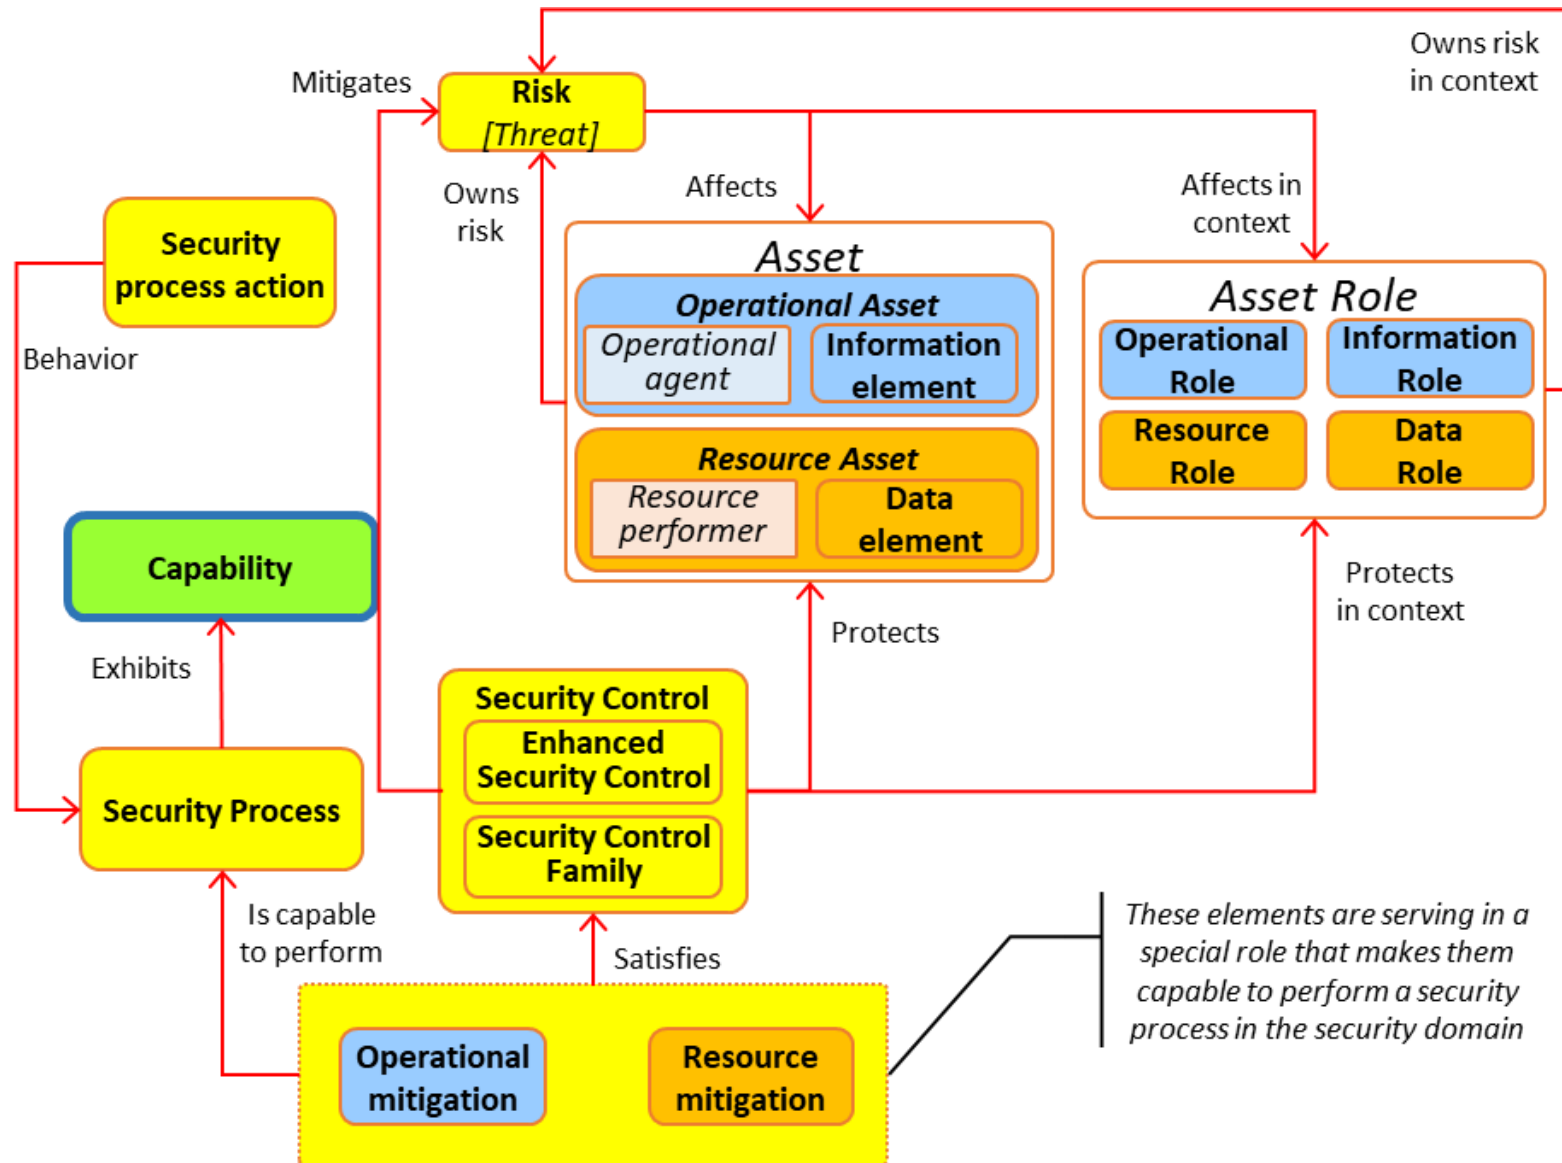 Owns risk
in context
Mitigates
Risk
[Threat]
Owns
risk
Affects
Affects in
context
Security
process action
Behavior
Asset
Operational Asset
Operational
agent
Information
element
Resource Asset
Resource
performer
Data
element
Asset Role
Operational
Role
Information
Role
Resource
Role
Data
Role
Capability
Exhibits
Protects
Protects
in context
Security Control
Enhanced
Security Control
Security Control
Family
Security Process
Is capable
to perform
Satisfies
These elements are serving in a
special role that makes them
capable to perform a security
process in the security domain
Operational
mitigation
Resource
mitigation